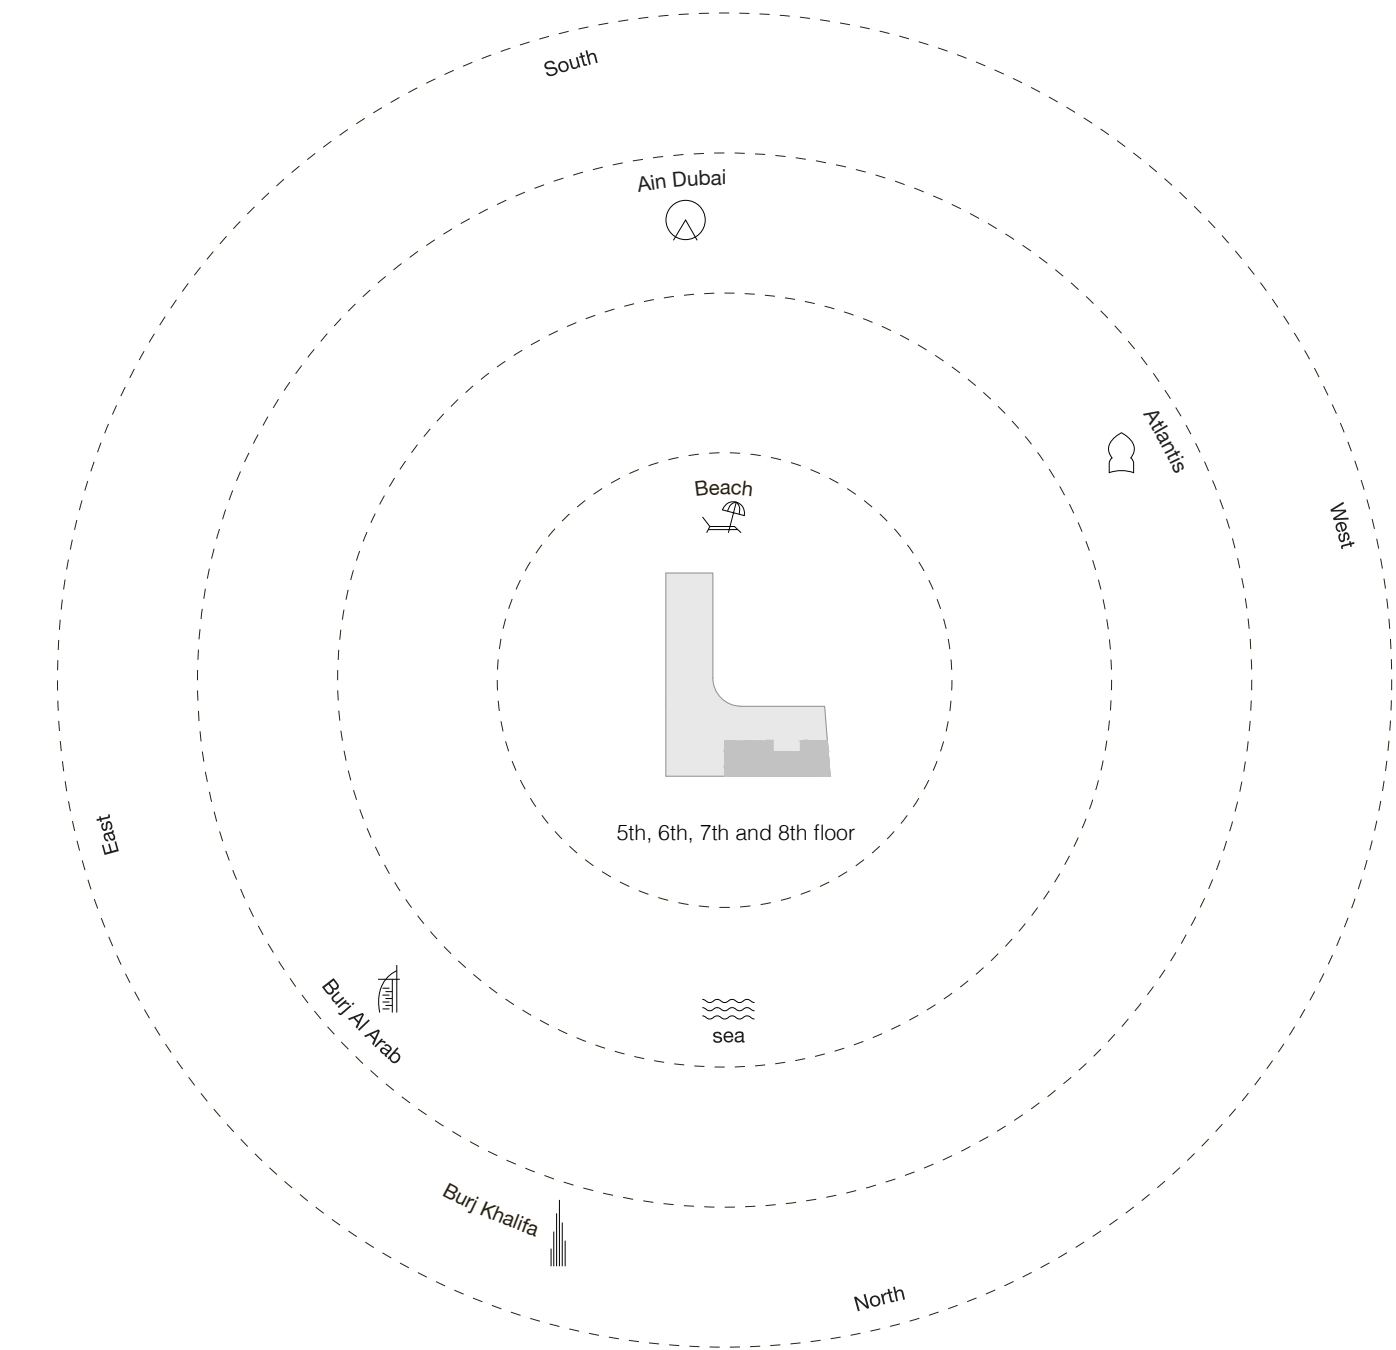 South
Ain Dubai
Atlantis
Beach
West
5th, 6th, 7th and 8th floor
East
Burj Al Arab
sea
Burj Khalifa
North